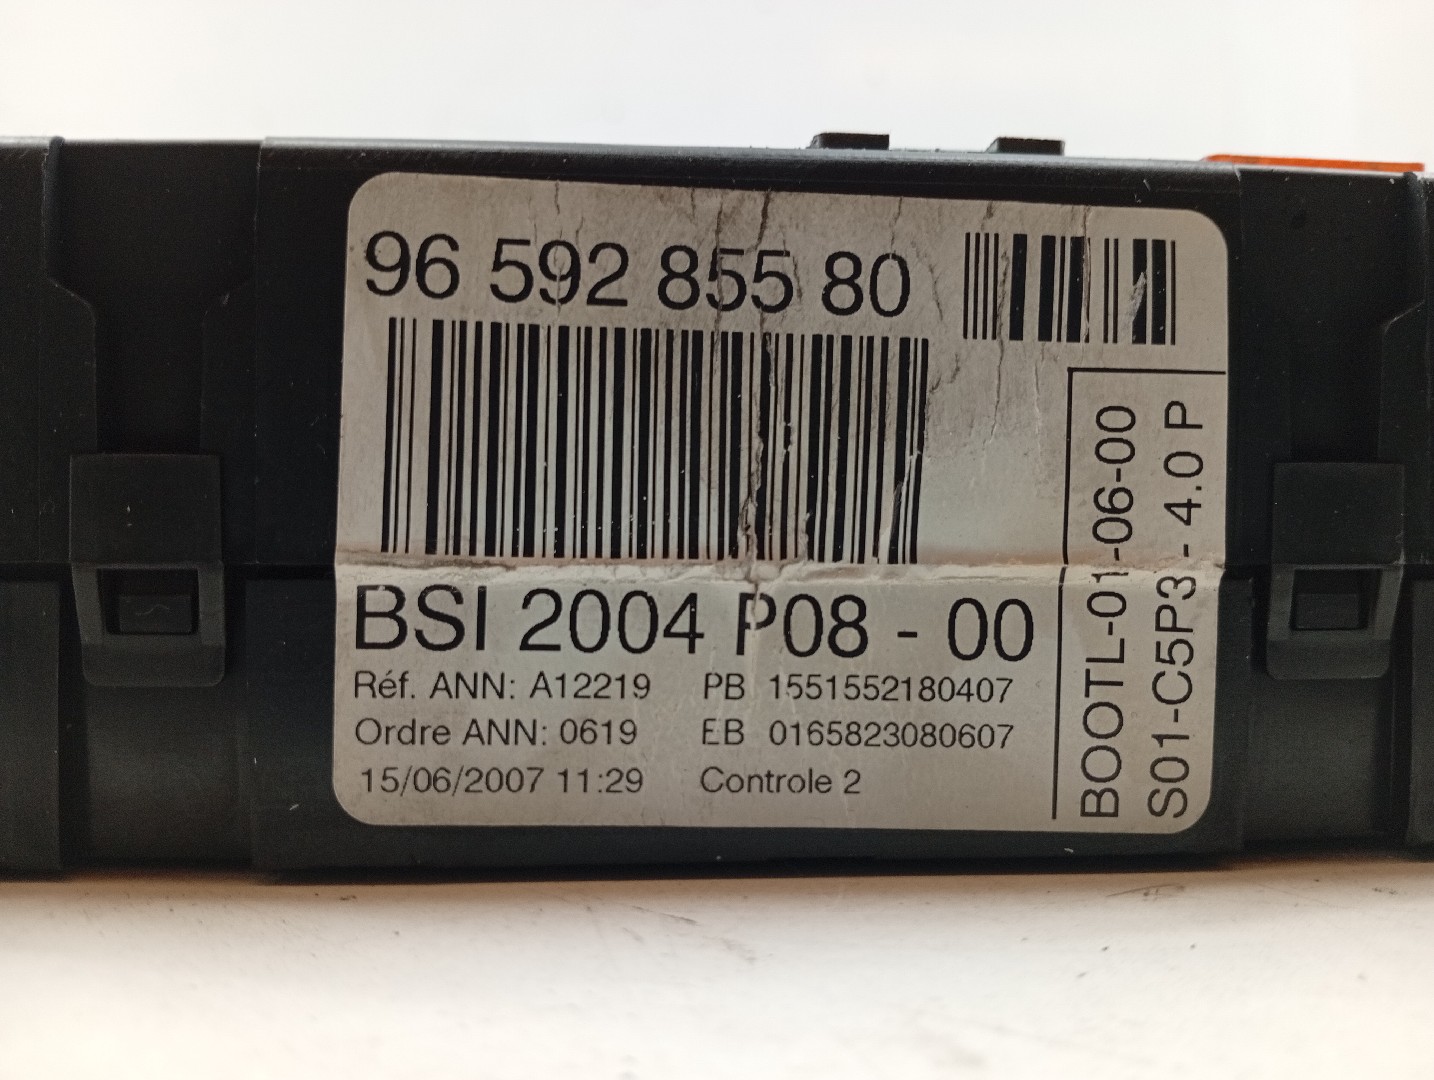 96 592 855 80
BSI 2004 P08 - 00
Réf. ANN: A12219 PB 1551552180407
Ordre ANN: 0619 EB 0165823080607
15/06/2007 11:29 Controle 2
BOOTL-01-06-00
S01-C5P3- 4.0 P